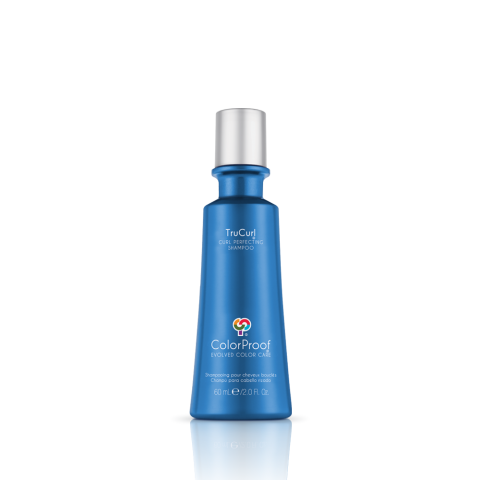 TruCurl
CURL PERFECTING
SHAMPOO
ColorProof
EVOLVED COLOR CARE
Shampooing pour cheveux bouclés
Champú para cabello rizado
60 mL ℮ /2.0 Fl. Oz.